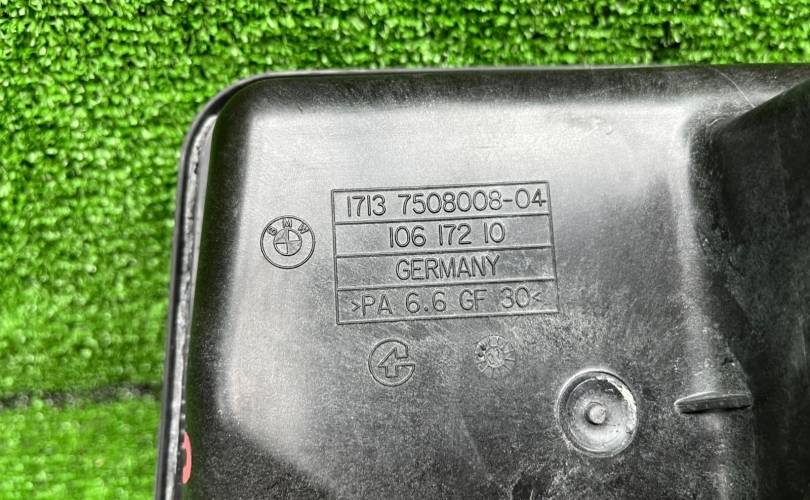 1713 7508008-04
BMW
106 172 10
GERMANY
>PA 6.6 GF 30<